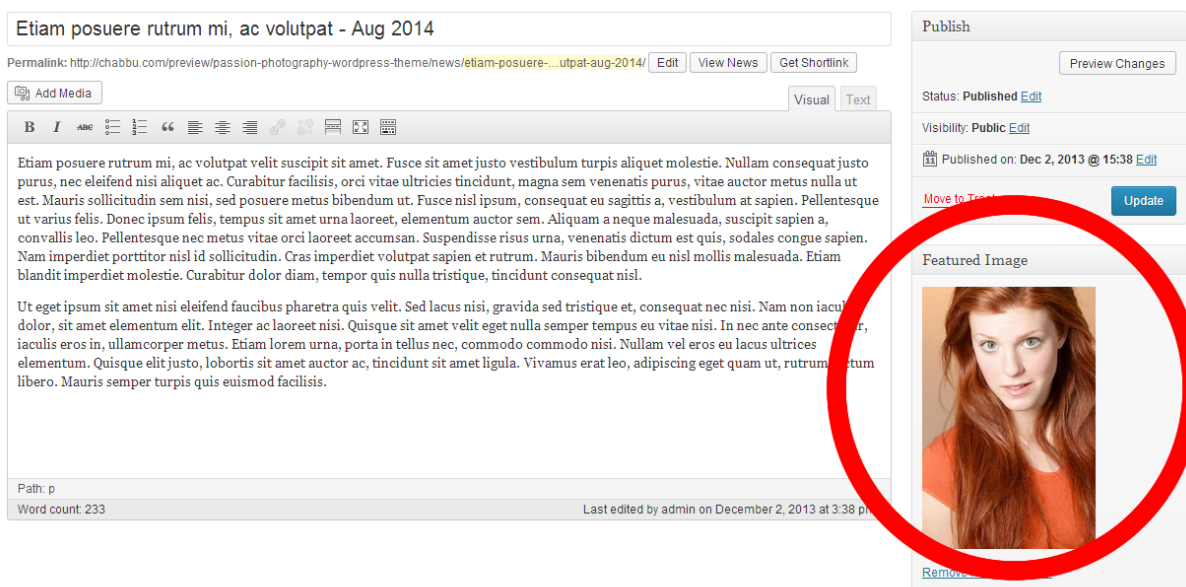 Etiam posuere rutrum mi, ac volutpat - Aug 2014
Permalink: http://chabbu.com/preview/passion-photography-wordpress-theme/news/etiam-posuere-…utpat-aug-2014/ Edit View News Get Shortlink
Add Media
Visual Text
B I ABC
Etiam posuere rutrum mi, ac volutpat velit suscipit sit amet. Fusce sit amet justo vestibulum turpis aliquet molestie. Nullam consequat justo
purus, nec eleifend nisi aliquet ac. Curabitur facilisis, orci vitae ultricies tincidunt, magna sem venenatis purus, vitae auctor metus nulla ut
est. Mauris sollicitudin sem nisi, sed posuere metus bibendum ut. Fusce nisl ipsum, consequat eu sagittis a, vestibulum at sapien. Pellentesque
ut varius felis. Donec ipsum felis, tempus sit amet urna laoreet, elementum auctor sem. Aliquam a neque malesuada, suscipit sapien a,
convallis leo. Pellentesque nec metus vitae orci laoreet accumsan. Suspendisse risus urna, venenatis dictum est quis, sodales congue sapien.
Nam imperdiet porttitor nisl id sollicitudin. Cras imperdiet volutpat sapien et rutrum. Mauris bibendum eu nisl mollis malesuada. Etiam
blandit imperdiet molestie. Curabitur dolor diam, tempor quis nulla tristique, tincidunt consequat nisl.
Ut eget ipsum sit amet nisi eleifend faucibus pharetra quis velit. Sed lacus nisi, gravida sed tristique et, consequat nec nisi. Nam non
dolor, sit amet elementum elit. Integer ac laoreet nisi. Quisque sit amet velit eget nulla semper tempus eu vitae nisi. In nec ante
iaculis eros in, ullamcorper metus. Etiam lorem urna, porta in tellus nec, commodo commodo nisi. Nullam vel eros eu lacus ultrices
elementum. Quisque elit justo, lobortis sit amet auctor ac, tincidunt sit amet ligula. Vivamus erat leo, adipiscing eget quam ut, rutrum
libero. Mauris semper turpis quis euismod facilisis.
Path: p
Word count: 233 Last edited by admin on December 2, 2013 at 3:38
Publish
Preview Changes
Status: Published Edit
Visibility: Public Edit
Published on: Dec 2, 2013 @ 15:38 Edit
Move to Update
Featured Image